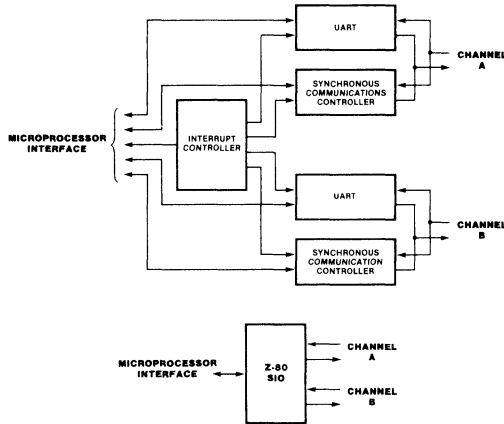 UART
CHANNEL
A
SYNCHRONOUS
COMMUNICATIONS
CONTROLLER
MICROPROCESSOR
INTERFACE
INTERRUPT
CONTROLLER
UART
CHANNEL
B
SYNCHRONOUS
COMMUNICATION
CONTROLLER
MICROPROCESSOR
INTERFACE
Z-80
SIO
CHANNEL
A
CHANNEL
B